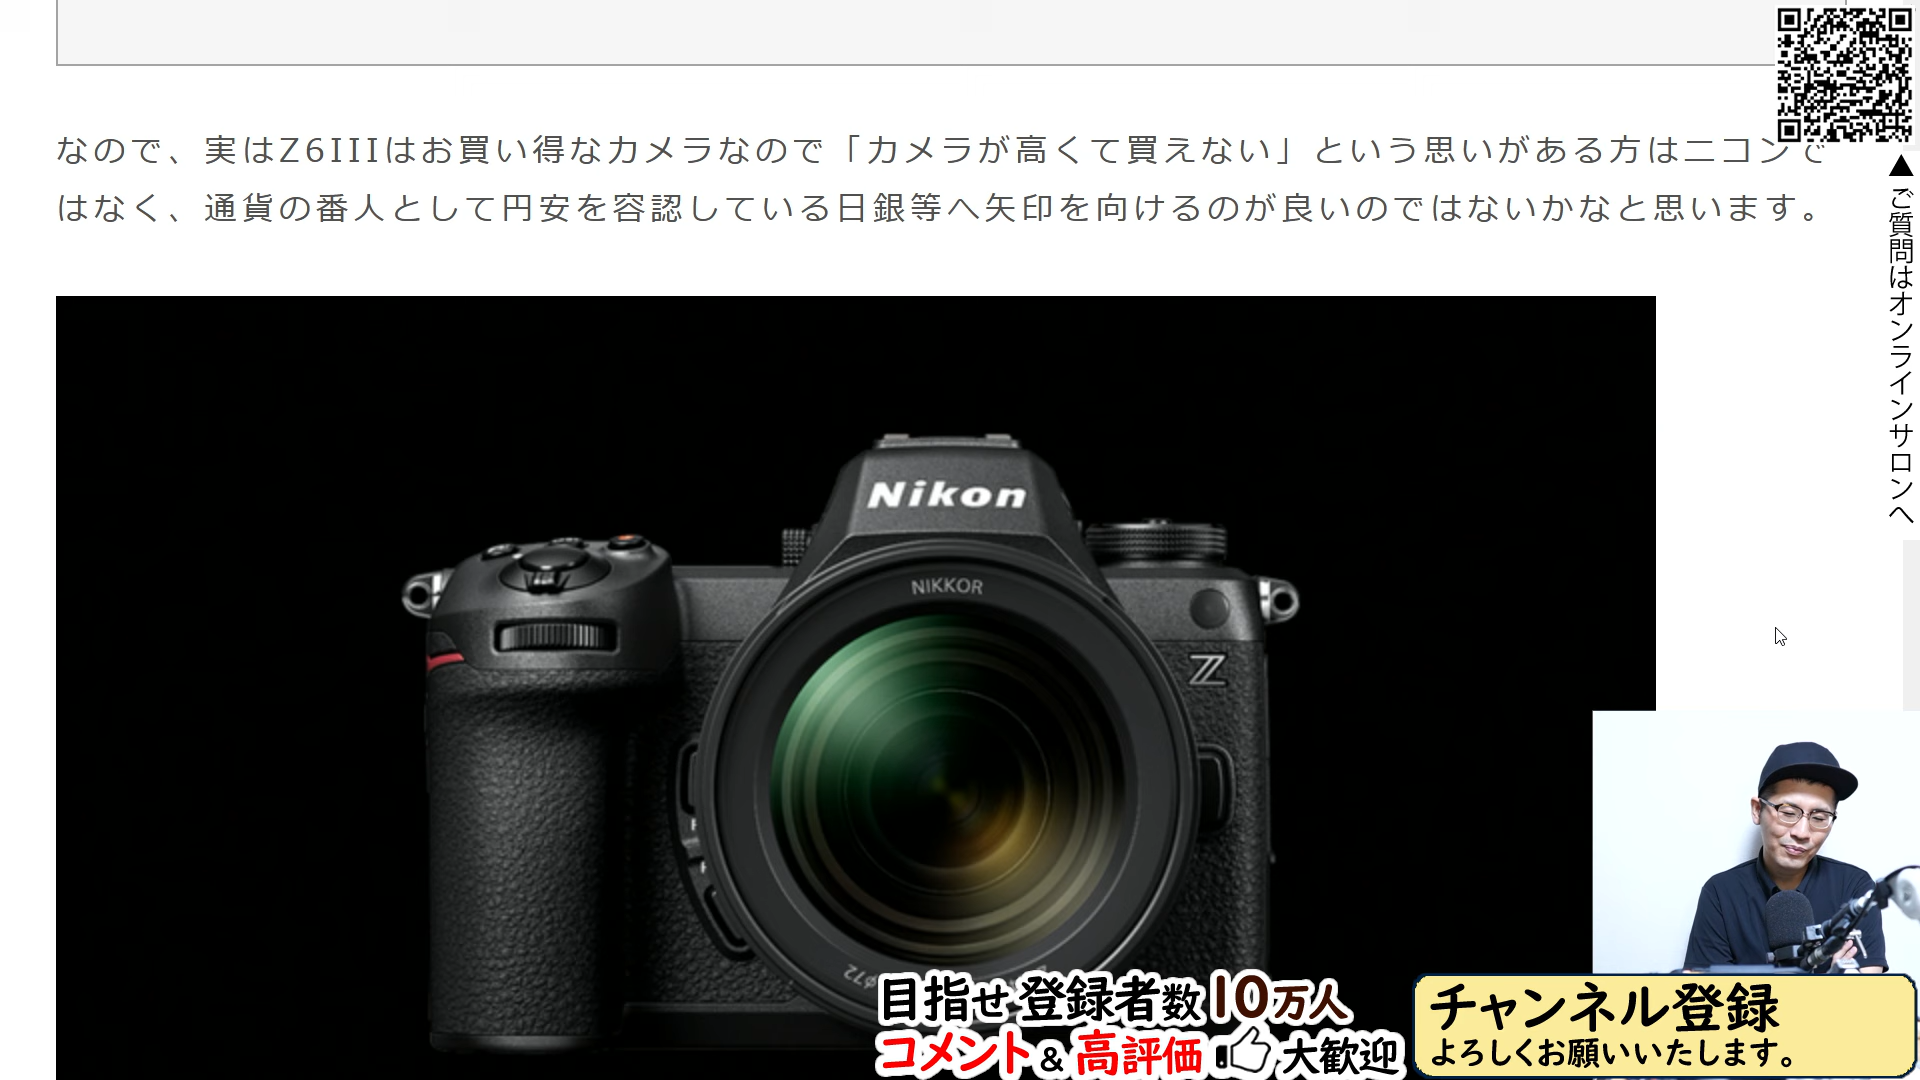 なので、実はZ6IIIはお買い得なカメラなので「カメラが高くて買えない」という思いがある方はニコンで
はなく、通貨の番人として円安を容認している日銀等へ矢印を向けるのが良いのではないかなと思います。
▲ご質問はオンラインサロンへ
Nikon
NIKKOR
Z
φ72
目指せ登録者数10万人
コメント&高評価 大歓迎
チャンネル登録
よろしくお願いいたします。